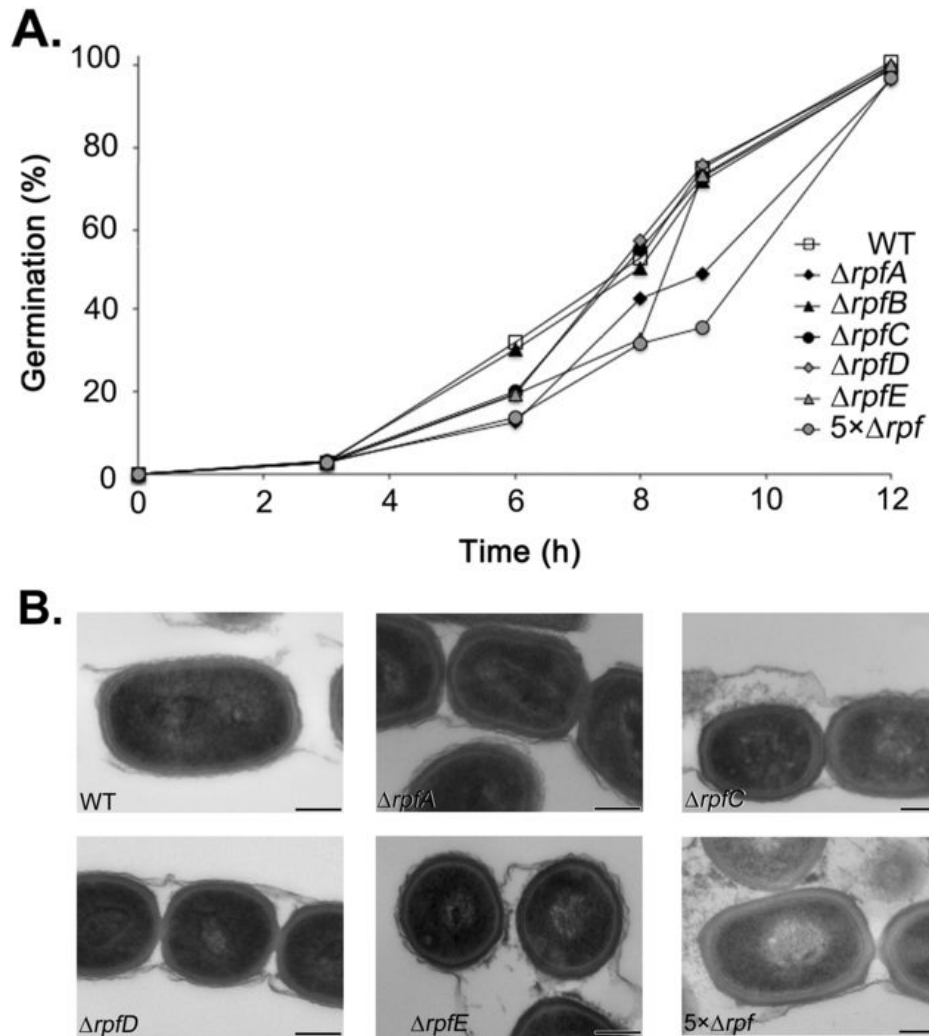 A.
100
80
60
40
20
0
Germination (%)
0 2 4 6 8 10 12
Time (h)
WT
ΔrpfA
ΔrpfB
ΔrpfC
ΔrpfD
ΔrpfE
5×Δrpf
B.
WT ΔrpfA ΔrpfC
ΔrpfD ΔrpfE 5×Δrpf